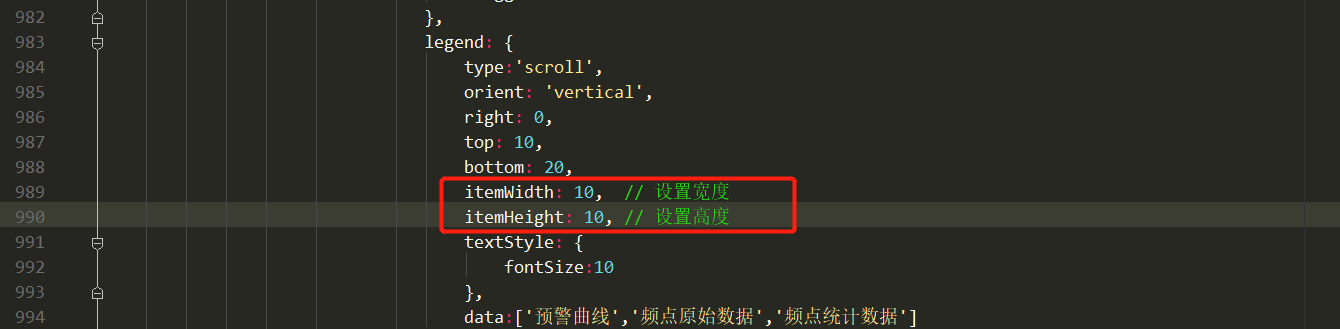 982 },
983 legend: {
984 type:'scroll',
985 orient: 'vertical',
986 right: 0,
987 top: 10,
988 bottom: 20,
989 itemWidth: 10, // 设置宽度
990 itemHeight: 10, // 设置高度
991 textStyle: {
992 fontSize:10
993 },
994 data:['预警曲线','频点原始数据','频点统计数据']